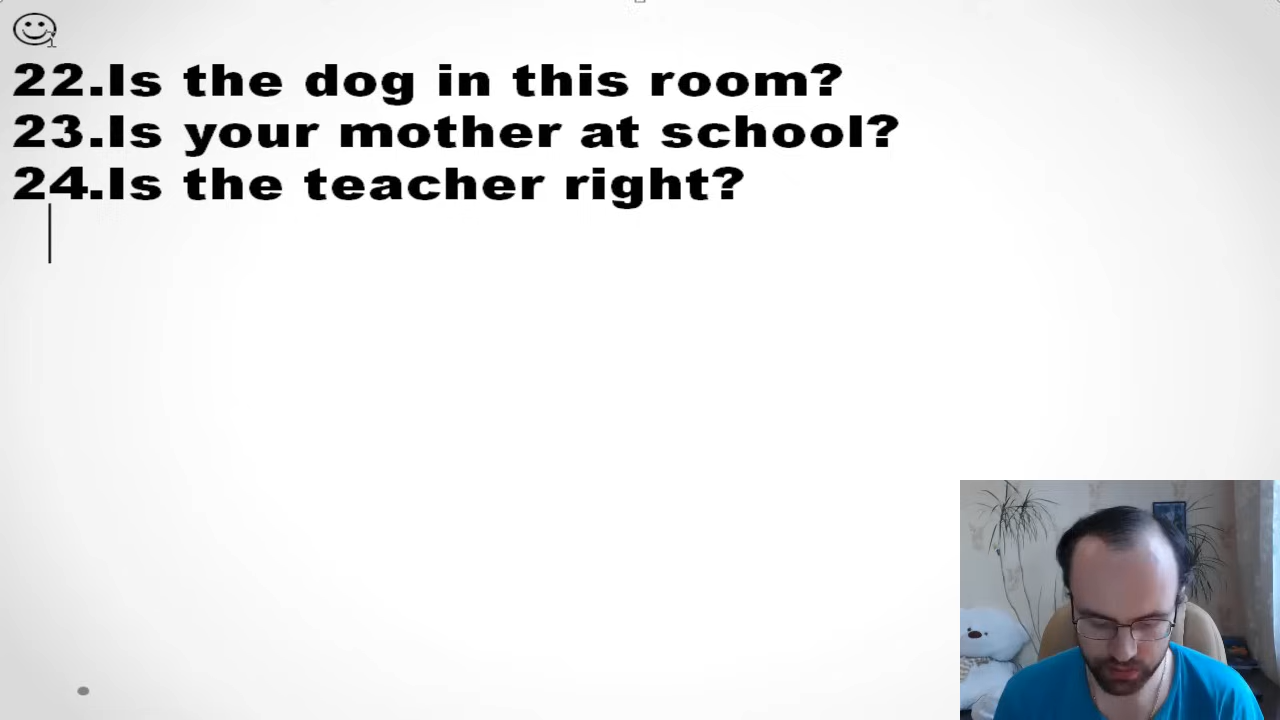 22.Is the dog in this room?
23.Is your mother at school?
24.Is the teacher right?